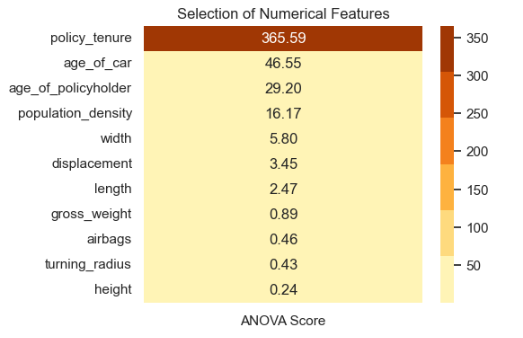 Selection of Numerical Features
policy_tenure 365.59
age_of_car 46.55
age_of_policyholder 29.20
population_density 16.17
width 5.80
displacement 3.45
length 2.47
gross_weight 0.89
airbags 0.46
turning_radius 0.43
height 0.24
ANOVA Score
350
300
250
200
150
100
50